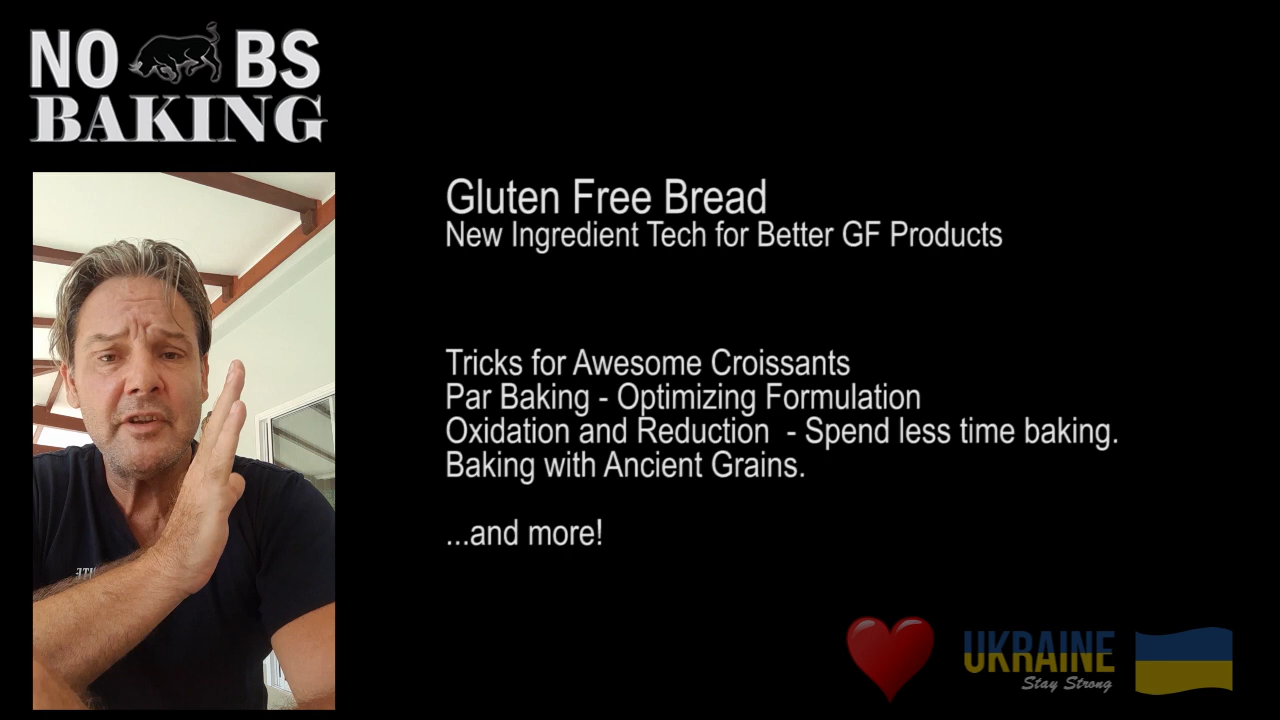 NO BS
BAKING
Gluten Free Bread
New Ingredient Tech for Better GF Products
Tricks for Awesome Croissants
Par Baking - Optimizing Formulation
Oxidation and Reduction - Spend less time baking.
Baking with Ancient Grains.
...and more!
UKRAINE
Stay Strong